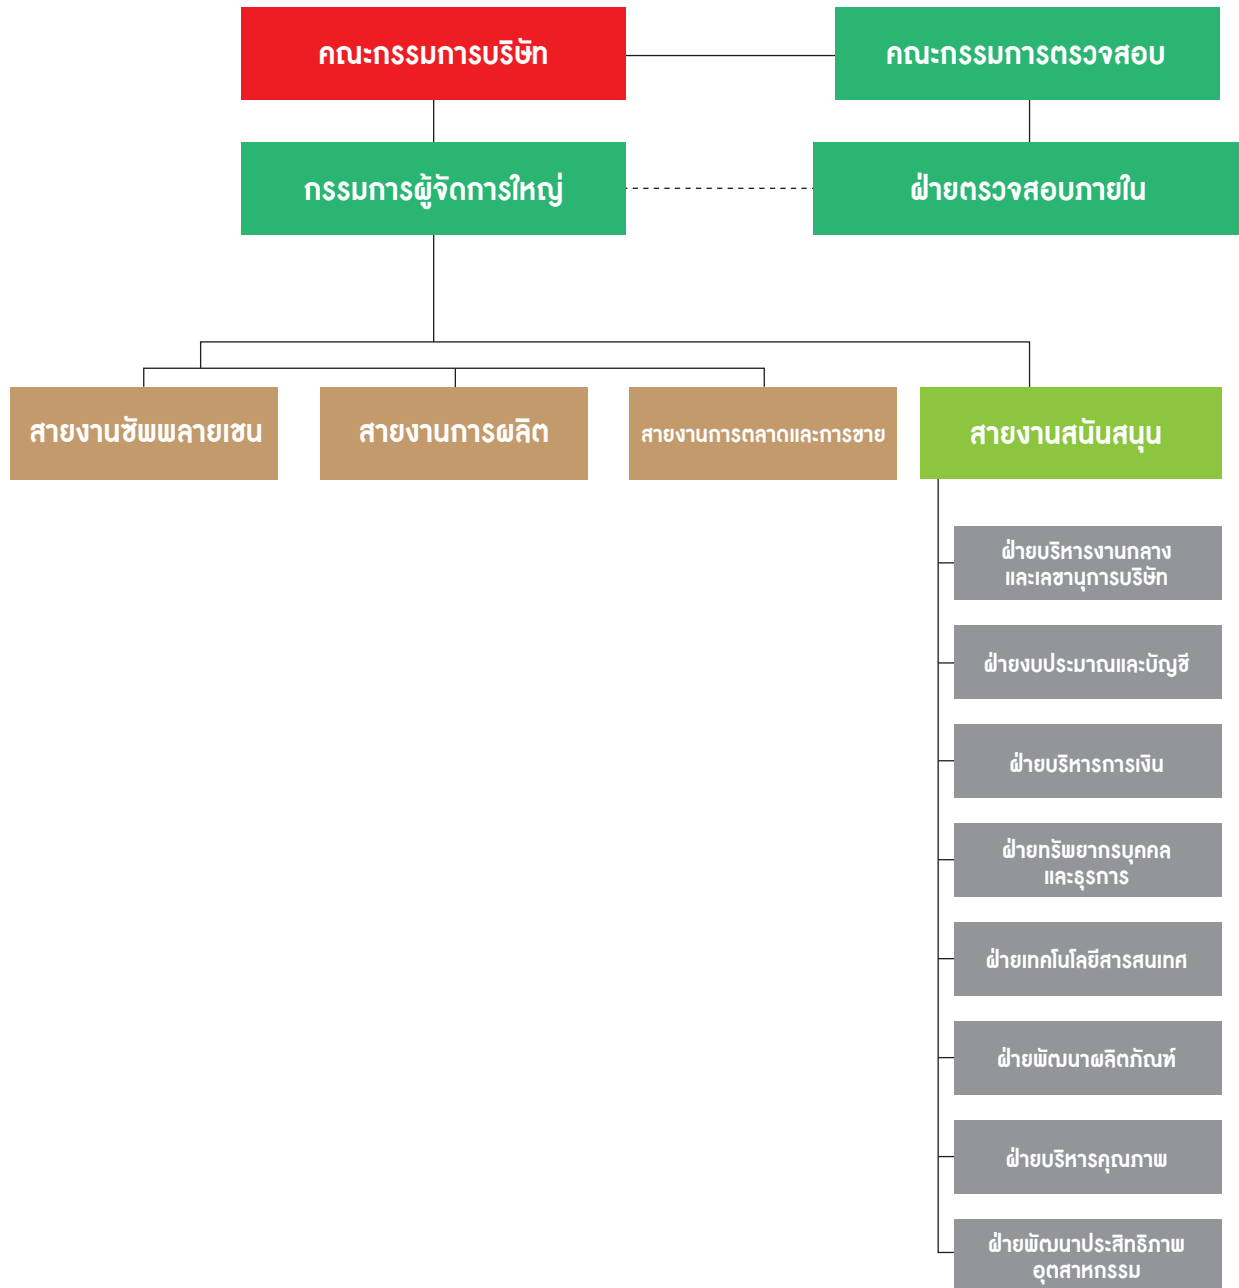 คณะกรรมการบริษัท
คณะกรรมการตรวจสอบ
กรรมการผู้จัดการใหญ่
ฝ่ายตรวจสอบภายใน
สายงานซัพพลายเชน
สายงานการผลิต
สายงานการตลาดและการขาย
สายงานสนันสนุน
ฝ่ายบริหารงานกลาง
และเลขานุการบริษัท
ฝ่ายงบประมาณและบัญชี
ฝ่ายบริหารการเงิน
ฝ่ายทรัพยากรบุคคล
และธุรการ
ฝ่ายเทคโนโลยีสารสนเทศ
ฝ่ายพัฒนาผลิตภัณฑ์
ฝ่ายบริหารคุณภาพ
ฝ่ายพัฒนาประสิทธิภาพ
อุตสาหกรรม